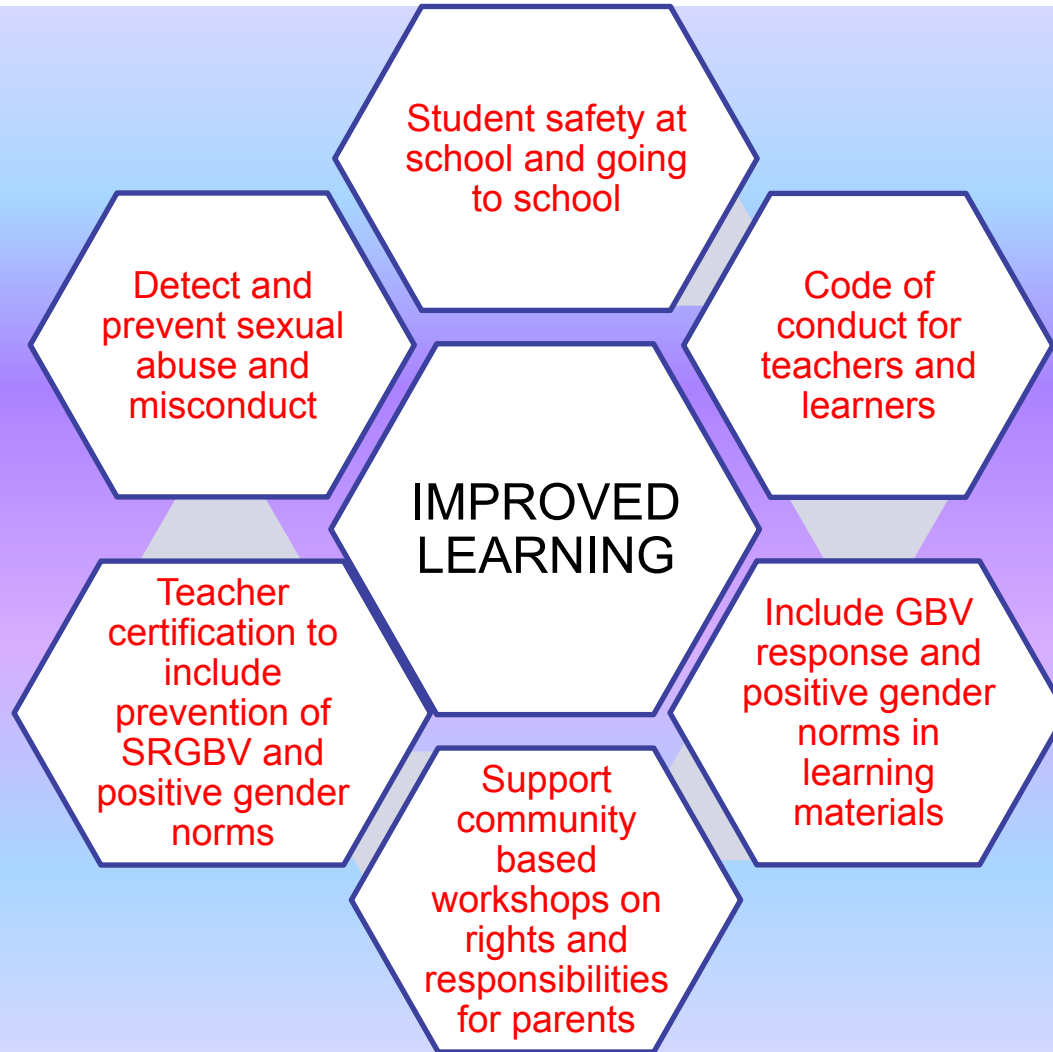 Student safety at
school and going
to school
Detect and
prevent sexual
abuse and
misconduct
Code of
conduct for
teachers and
learners
IMPROVED
LEARNING
Teacher
certification to
include
prevention of
SRGBV and
positive gender
norms
Include GBV
response and
positive gender
norms in
learning
materials
Support
community
based
workshops on
rights and
responsibilities
for parents